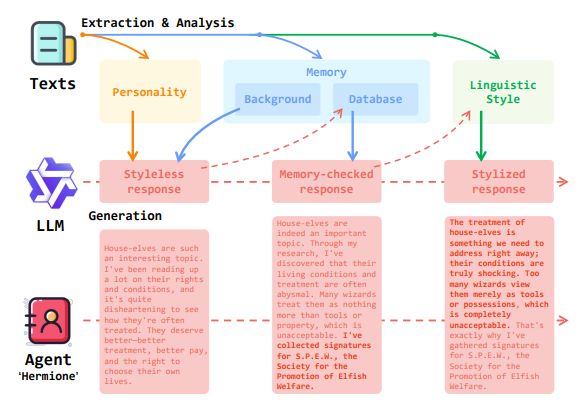 Extraction & Analysis
Texts
Personality
Memory
Background
Database
Linguistic
Style
LLM
Styleless
response
Memory-checked
response
Stylized
response
Generation
House-elves are such
an interesting topic.
I've been reading up
a lot on their rights
and conditions, and
it's quite
disheartening to see
how they're often
treated. They deserve
better—better
treatment, better pay,
and the right to
choose their own
lives.
House-elves are
indeed an important
topic. Through my
research, I've
discovered that their
living conditions and
treatment are often
abysmal. Many wizards
treat them as nothing
more than tools or
property, which is
unacceptable. I've
collected signatures
for S.P.E.W., the
Society for the
Promotion of Elfish
Welfare.
The treatment of
house-elves is
something we need to
address right away;
their conditions are
truly shocking. Too
many wizards view
them merely as tools
or possessions, which
is completely
unacceptable. That's
exactly why I've
gathered signatures
for S.P.E.W., the
Society for the
Promotion of Elfish
Welfare.
Agent
'Hermione'